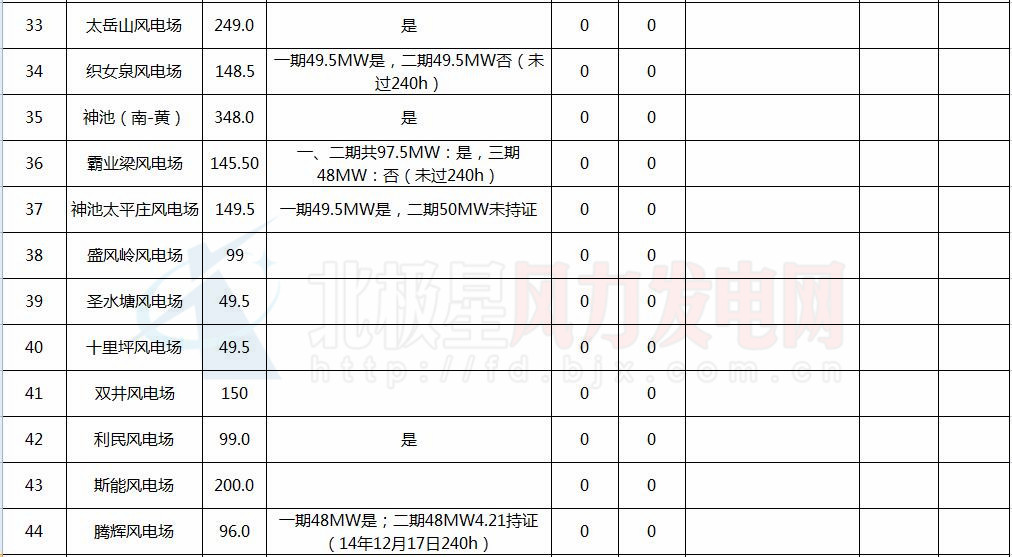 33 太岳山风电场 249.0 是 0 0
34 织女泉风电场 148.5 一期49.5MW是，二期49.5MW否（未
过240h） 0 0
35 神池（南-黄） 348.0 是 0 0
36 霸业梁风电场 145.50 一、二期共97.5MW：是，三期
48MW：否（未过240h） 0 0
37 神池太平庄风电场 149.5 一期49.5MW是，二期50MW未持证 0 0
38 盛风岭风电场 99 0 0
39 圣水塘风电场 49.5 0 0
40 十里坪风电场 49.5 0 0
41 双井风电场 150 0 0
42 利民风电场 99.0 是 0 0
43 斯能风电场 200.0 0 0
44 腾辉风电场 96.0 一期48MW是；二期48MW4.21持证
（14年12月17日240h） 0 0
北极星风力发电网
http://fd.bjx.com.cn